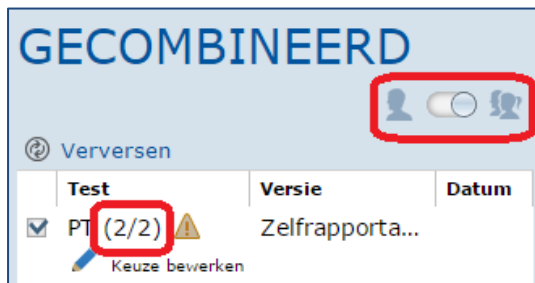 GECOMBINEERD
Verversen
Test Versie Datum
PT (2/2) Zelfrapporta...
Keuze bewerken